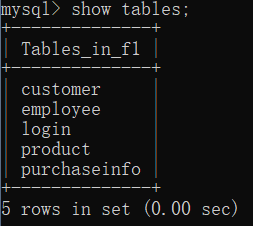 mysql> show tables;
+--------------+
| Tables_in_f1 |
+--------------+
| customer     |
| employee     |
| login        |
| product      |
| purchaseinfo |
+--------------+
5 rows in set (0.00 sec)